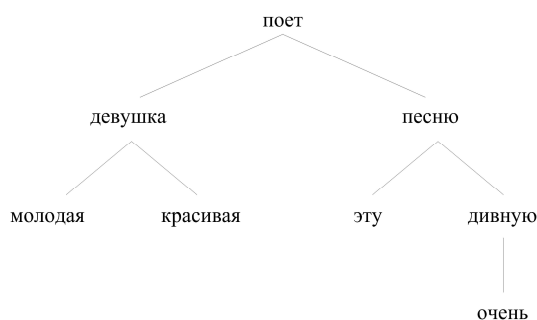 поет
девушка песню
молодая красивая эту дивную
очень